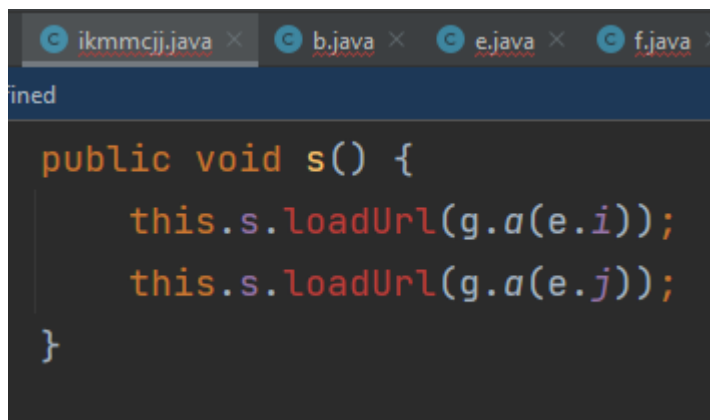 ikmmcjj.java b.java e.java f.java
fined
public void s() {
this.s.loadUrl(g.a(e.i));
this.s.loadUrl(g.a(e.j));
}